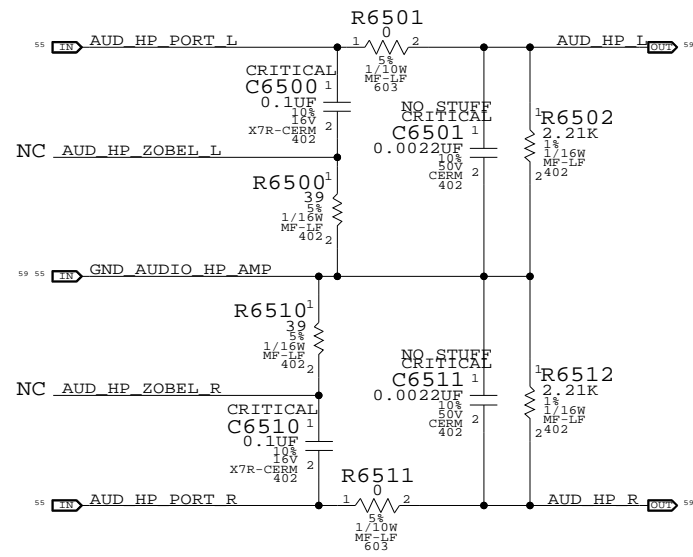 R6501
0
55 IN AUD_HP_PORT_L 1 2 AUD_HP_L OUT 59
5%
1/10W
MF-LF
603
CRITICAL
C6500 1
0.1UF
10%
16V 2
X7R-CERM
402
NO STUFF
CRITICAL
C6501 1
0.0022UF
10%
50V 2
CERM
402
1 R6502
2.21K
1%
1/16W
MF-LF
2 402
NC AUD_HP_ZOBEL_L
R6500 1
39
5%
1/16W
MF-LF
402 2
59 55 IN GND_AUDIO_HP_AMP
R6510 1
39
5%
1/16W
MF-LF
402 2
NO STUFF
CRITICAL
C6511 1
0.0022UF
10%
50V 2
CERM
402
1 R6512
2.21K
1%
1/16W
MF-LF
2 402
NC AUD_HP_ZOBEL_R
CRITICAL
C6510 1
0.1UF
10%
16V 2
X7R-CERM
402
R6511
0
55 IN AUD_HP_PORT_R 1 2 AUD_HP_R OUT 59
5%
1/10W
MF-LF
603